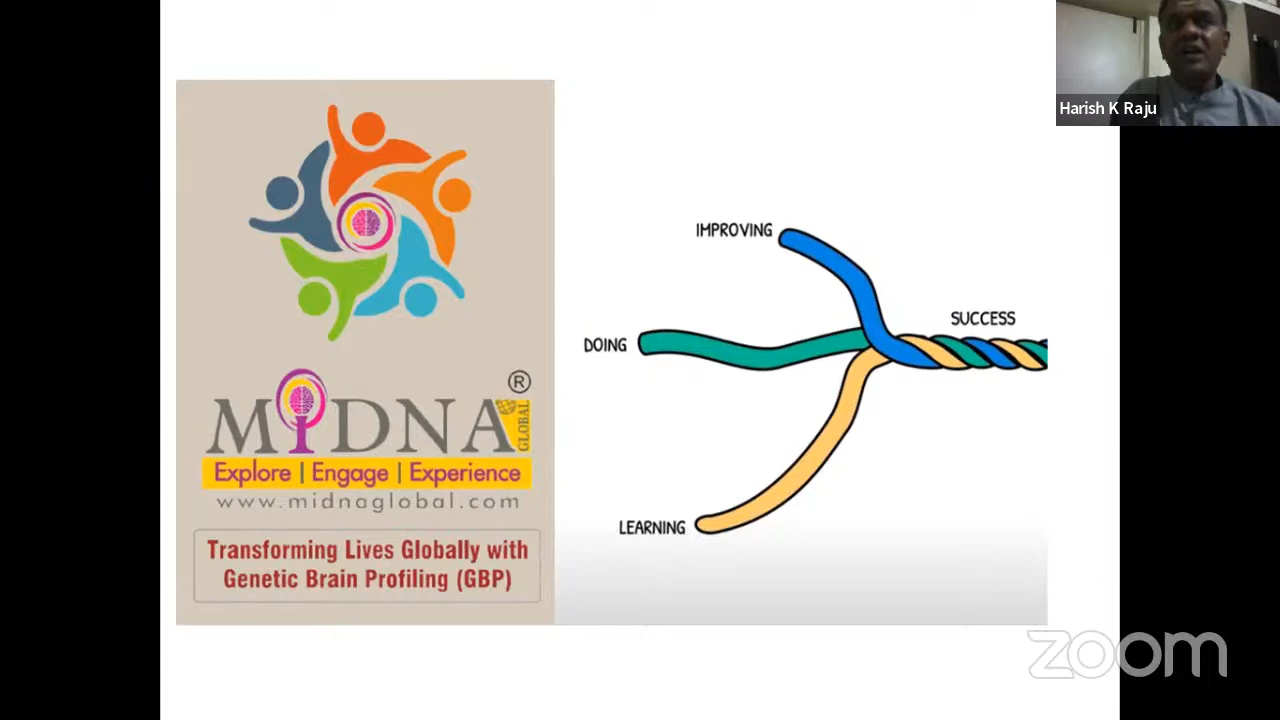 Harish K Raju
MiDNA
®
GLOBAL
Explore | Engage | Experience
www.midnaglobal.com
Transforming Lives Globally with
Genetic Brain Profiling (GBP)
IMPROVING
DOING
LEARNING
SUCCESS
zoom